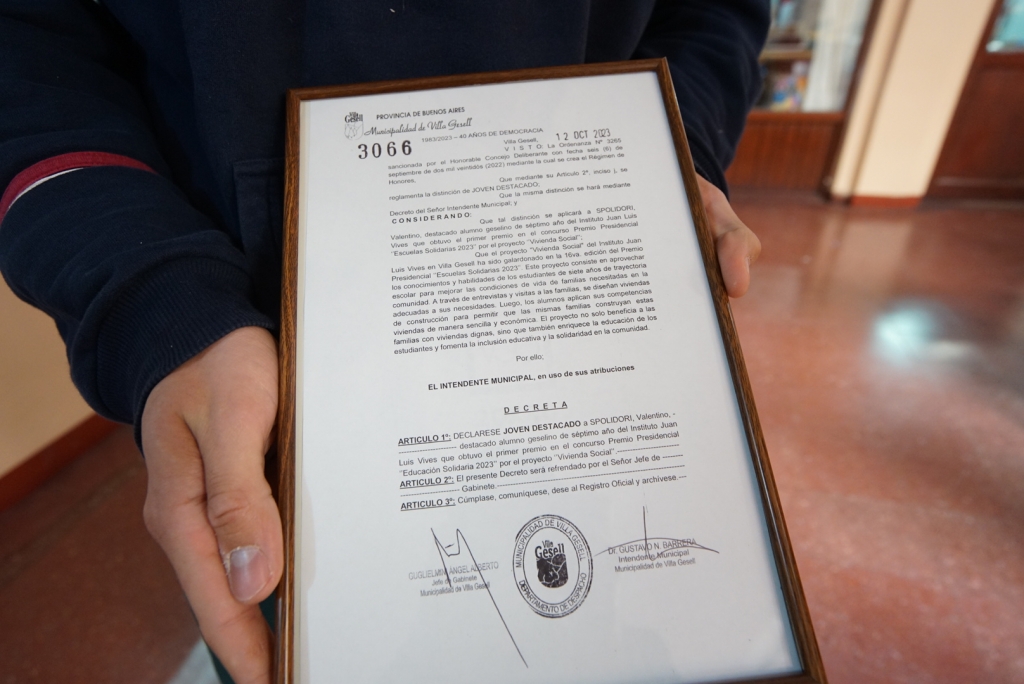 Villa
Gesell
PROVINCIA DE BUENOS AIRES
Municipalidad de Villa Gesell
1983/2023 – 40 AÑOS DE DEMOCRACIA
3066
Villa Gesell, 12 OCT 2023
V I S T O: La Ordenanza Nº 3265
sancionada por el Honorable Concejo Deliberante con fecha seis (6) de
septiembre de dos mil veintidós (2022) mediante la cual se crea el Régimen de
Honores,
Que mediante su Artículo 2º, inciso j, se
reglamenta la distinción de JOVEN DESTACADO;
Que la misma distinción se hará mediante
Decreto del Señor Intendente Municipal; y
C O N S I D E R A N D O:
Que tal distinción se aplicará a SPOLIDORI,
Valentino, destacado alumno geselino de séptimo año del Instituto Juan Luis
Vives que obtuvo el primer premio en el concurso Premio Presidencial
"Escuelas Solidarias 2023" por el proyecto "Vivienda Social";
Que el proyecto "Vivienda Social" del Instituto Juan
Luis Vives en Villa Gesell ha sido galardonado en la 16va. edición del Premio
Presidencial "Escuelas Solidarias 2023". Este proyecto consiste en aprovechar
los conocimientos y habilidades de los estudiantes de siete años de trayectoria
escolar para mejorar las condiciones de vida de familias necesitadas en la
comunidad. A través de entrevistas y visitas a las familias, se diseñan viviendas
adecuadas a sus necesidades. Luego, los alumnos aplican sus competencias
de construcción para permitir que las mismas familias construyan estas
viviendas de manera sencilla y económica. El proyecto no solo beneficia a las
familias con viviendas dignas, sino que también enriquece la educación de los
estudiantes y fomenta la inclusión educativa y la solidaridad en la comunidad.
Por ello;
EL INTENDENTE MUNICIPAL, en uso de sus atribuciones
D E C R E T A
ARTICULO 1º: DECLARESE JOVEN DESTACADO a SPOLIDORI, Valentino, -
------------------ destacado alumno geselino de séptimo año del Instituto Juan
Luis Vives que obtuvo el primer premio en el concurso Premio Presidencial
"Educación Solidaria 2023" por el proyecto "Vivienda Social".------------------
ARTICULO 2º: El presente Decreto será refrendado por el Señor Jefe de ------
------------------ Gabinete.------------------
ARTICULO 3º: Cúmplase, comuníquese, dese al Registro Oficial y archívese.----
GUGLIELMINI ANGEL ALBERTO
Jefe de Gabinete
Municipalidad de Villa Gesell
MUNICIPALIDAD DE VILLA GESELL
Villa
Gesell
DEPARTAMENTO DE DESPACHO
Dr. GUSTAVO N. BARRERA
Intendente Municipal
Municipalidad de Villa Gesell